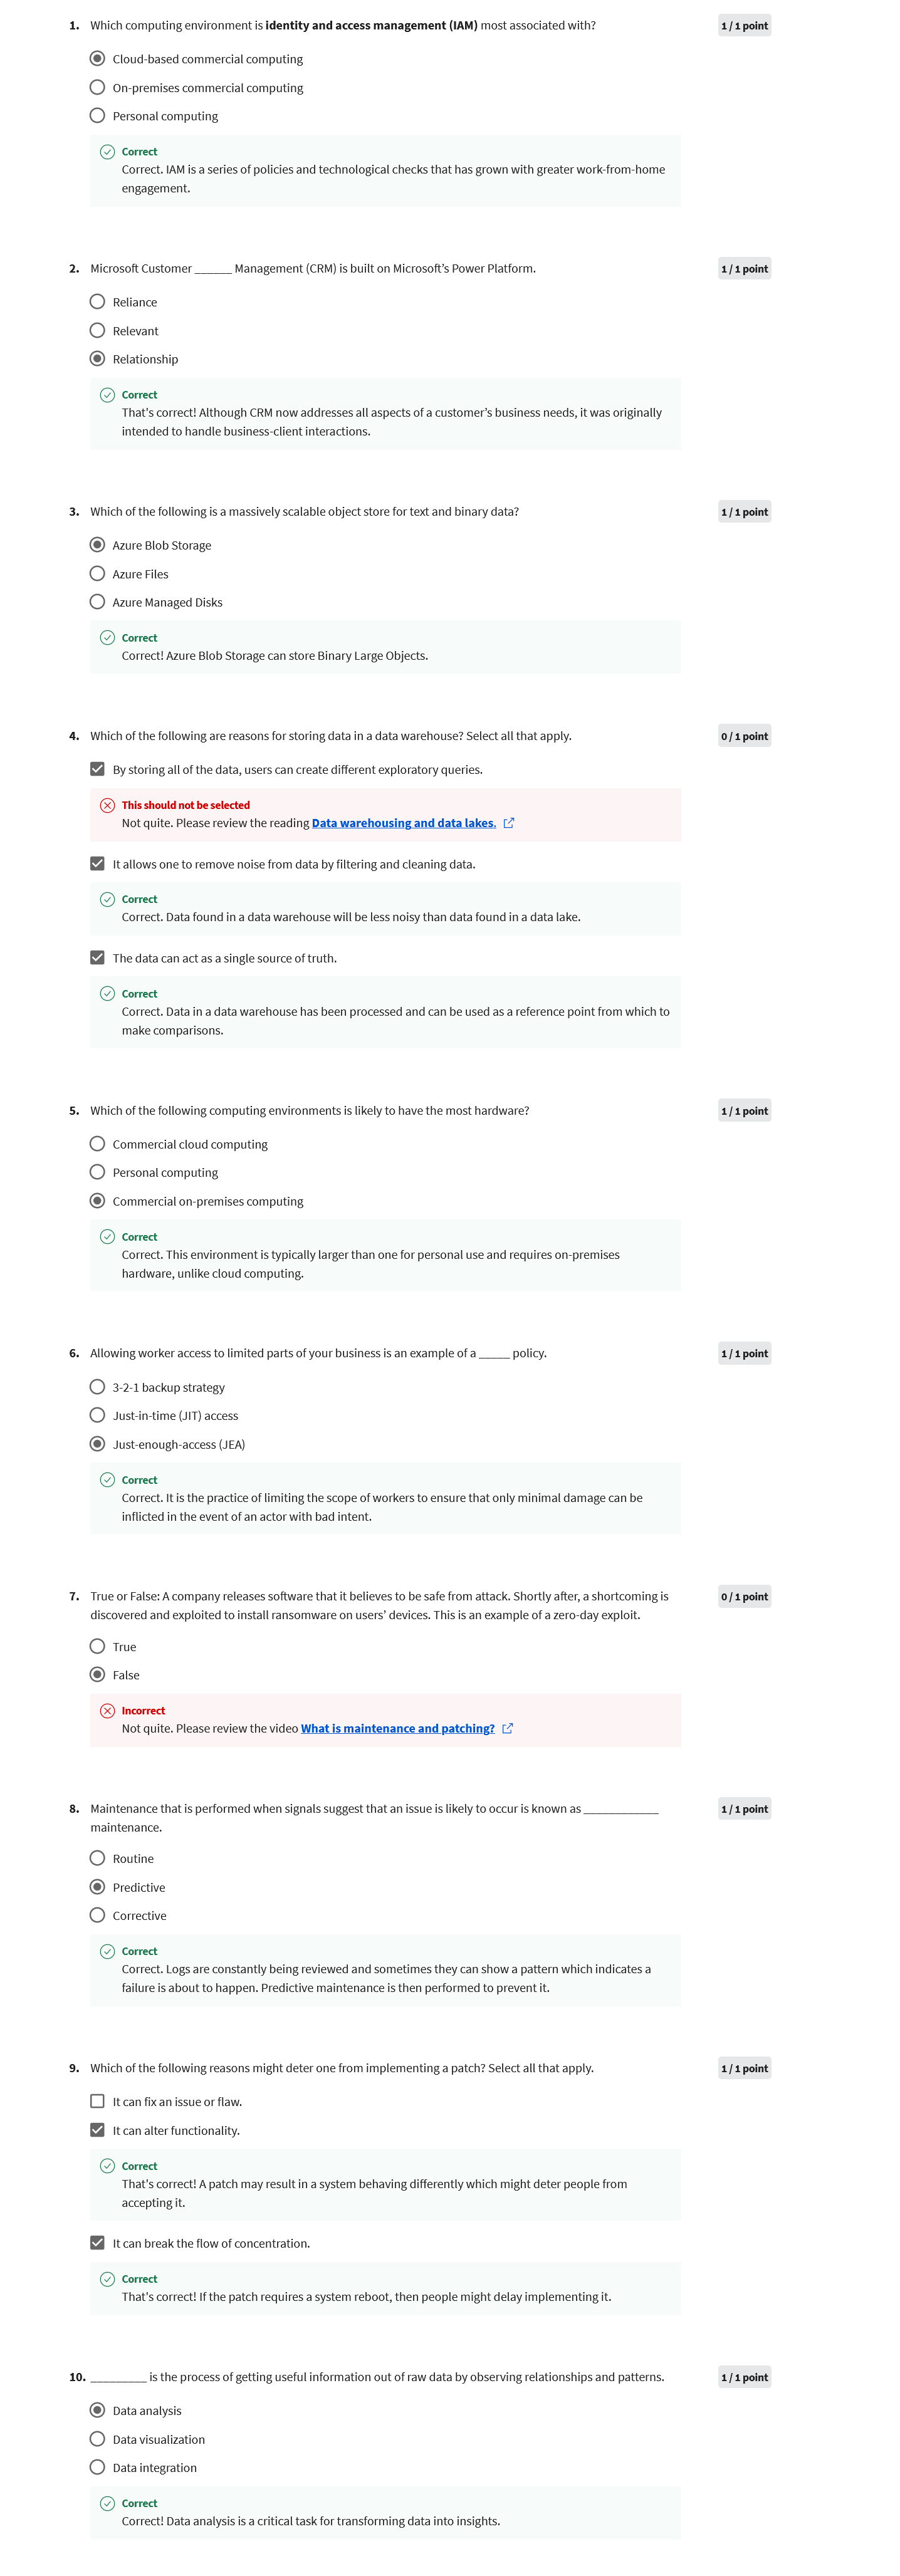 1. Which computing environment is identity and access management (IAM) most associated with?
1 / 1 point
Cloud-based commercial computing
On-premises commercial computing
Personal computing
Correct
Correct. IAM is a series of policies and technological checks that has grown with greater work-from-home
engagement.
2. Microsoft Customer ______ Management (CRM) is built on Microsoft’s Power Platform.
1 / 1 point
Reliance
Relevant
Relationship
Correct
That's correct! Although CRM now addresses all aspects of a customer’s business needs, it was originally
intended to handle business-client interactions.
3. Which of the following is a massively scalable object store for text and binary data?
1 / 1 point
Azure Blob Storage
Azure Files
Azure Managed Disks
Correct
Correct! Azure Blob Storage can store Binary Large Objects.
4. Which of the following are reasons for storing data in a data warehouse? Select all that apply.
0 / 1 point
By storing all of the data, users can create different exploratory queries.
This should not be selected
Not quite. Please review the reading Data warehousing and data lakes.
It allows one to remove noise from data by filtering and cleaning data.
Correct
Correct. Data found in a data warehouse will be less noisy than data found in a data lake.
The data can act as a single source of truth.
Correct
Correct. Data in a data warehouse has been processed and can be used as a reference point from which to
make comparisons.
5. Which of the following computing environments is likely to have the most hardware?
1 / 1 point
Commercial cloud computing
Personal computing
Commercial on-premises computing
Correct
Correct. This environment is typically larger than one for personal use and requires on-premises
hardware, unlike cloud computing.
6. Allowing worker access to limited parts of your business is an example of a _____ policy.
1 / 1 point
3-2-1 backup strategy
Just-in-time (JIT) access
Just-enough-access (JEA)
Correct
Correct. It is the practice of limiting the scope of workers to ensure that only minimal damage can be
inflicted in the event of an actor with bad intent.
7. True or False: A company releases software that it believes to be safe from attack. Shortly after, a shortcoming is
discovered and exploited to install ransomware on users’ devices. This is an example of a zero-day exploit.
0 / 1 point
True
False
Incorrect
Not quite. Please review the video What is maintenance and patching?
8. Maintenance that is performed when signals suggest that an issue is likely to occur is known as ____________
maintenance.
1 / 1 point
Routine
Predictive
Corrective
Correct
Correct. Logs are constantly being reviewed and sometimes they can show a pattern which indicates a
failure is about to happen. Predictive maintenance is then performed to prevent it.
9. Which of the following reasons might deter one from implementing a patch? Select all that apply.
1 / 1 point
It can fix an issue or flaw.
It can alter functionality.
Correct
That's correct! A patch may result in a system behaving differently which might deter people from
accepting it.
It can break the flow of concentration.
Correct
That's correct! If the patch requires a system reboot, then people might delay implementing it.
10. _________ is the process of getting useful information out of raw data by observing relationships and patterns.
1 / 1 point
Data analysis
Data visualization
Data integration
Correct
Correct! Data analysis is a critical task for transforming data into insights.